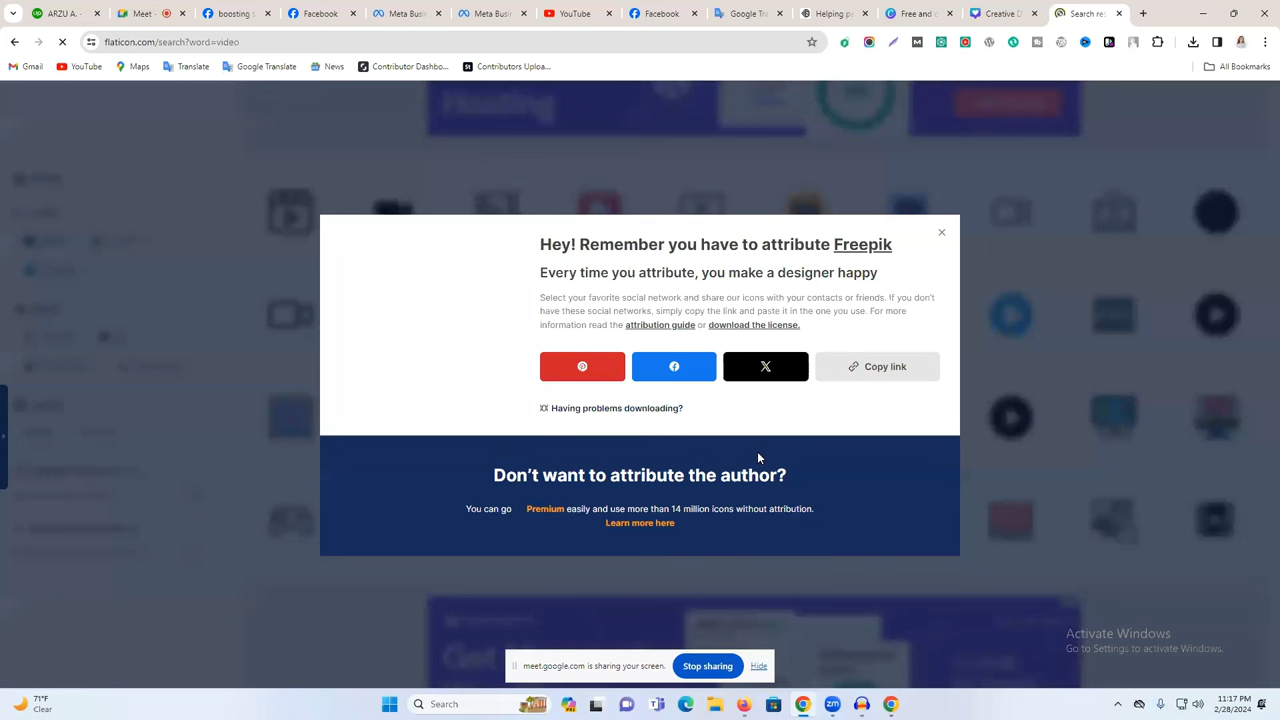 ARZU A. -
Meet -
boosting s
Facebook
Meta Busi
Meta Busi
YouTube
Facebook
Google Tra
Helping pe
Free and c
Creative D
Search res
flaticon.com/search?word=video
Gmail
YouTube
Maps
Translate
Google Translate
News
Contributor Dashbo...
Contributors Uploa...
All Bookmarks
Hosting
Hey! Remember you have to attribute Freepik
Every time you attribute, you make a designer happy
Select your favorite social network and share our icons with your contacts or friends. If you don't
have these social networks, simply copy the link and paste it in the one you use. For more
information read the attribution guide or download the license.
Copy link
Having problems downloading?
Don't want to attribute the author?
You can go Premium easily and use more than 14 million icons without attribution.
Learn more here
Activate Windows
Go to Settings to activate Windows.
meet.google.com is sharing your screen.
Stop sharing
Hide
71°F
Clear
Search
11:17 PM
2/28/2024